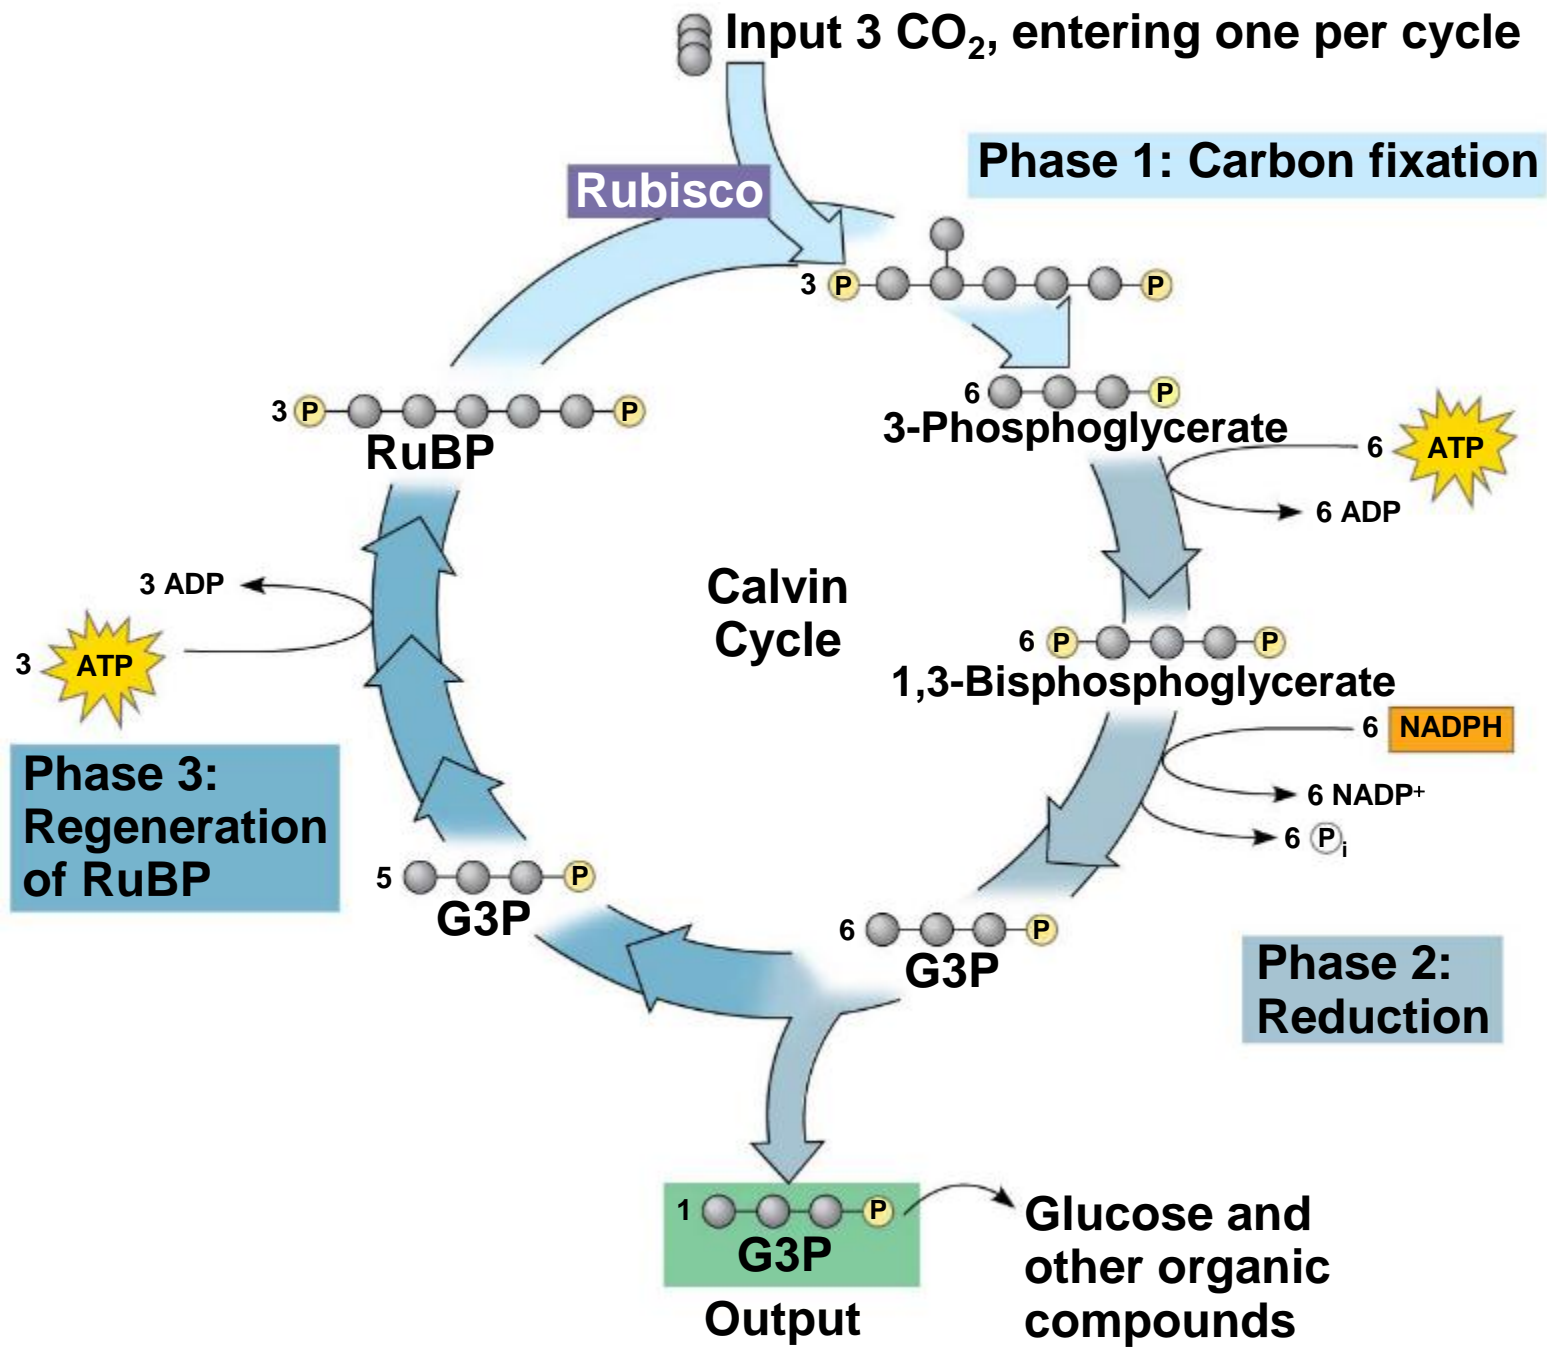 Input 3 CO₂, entering one per cycle
Phase 1: Carbon fixation
Rubisco
3 P P
6 P
3-Phosphoglycerate
6 ATP
6 ADP
3 P P
RuBP
Calvin
Cycle
3 ADP
3 ATP
6 P P
1,3-Bisphosphoglycerate
6 NADPH
6 NADP⁺
6 Pᵢ
Phase 3:
Regeneration
of RuBP
5 P
G3P
6 P
G3P
Phase 2:
Reduction
1 P
G3P
Output
Glucose and
other organic
compounds